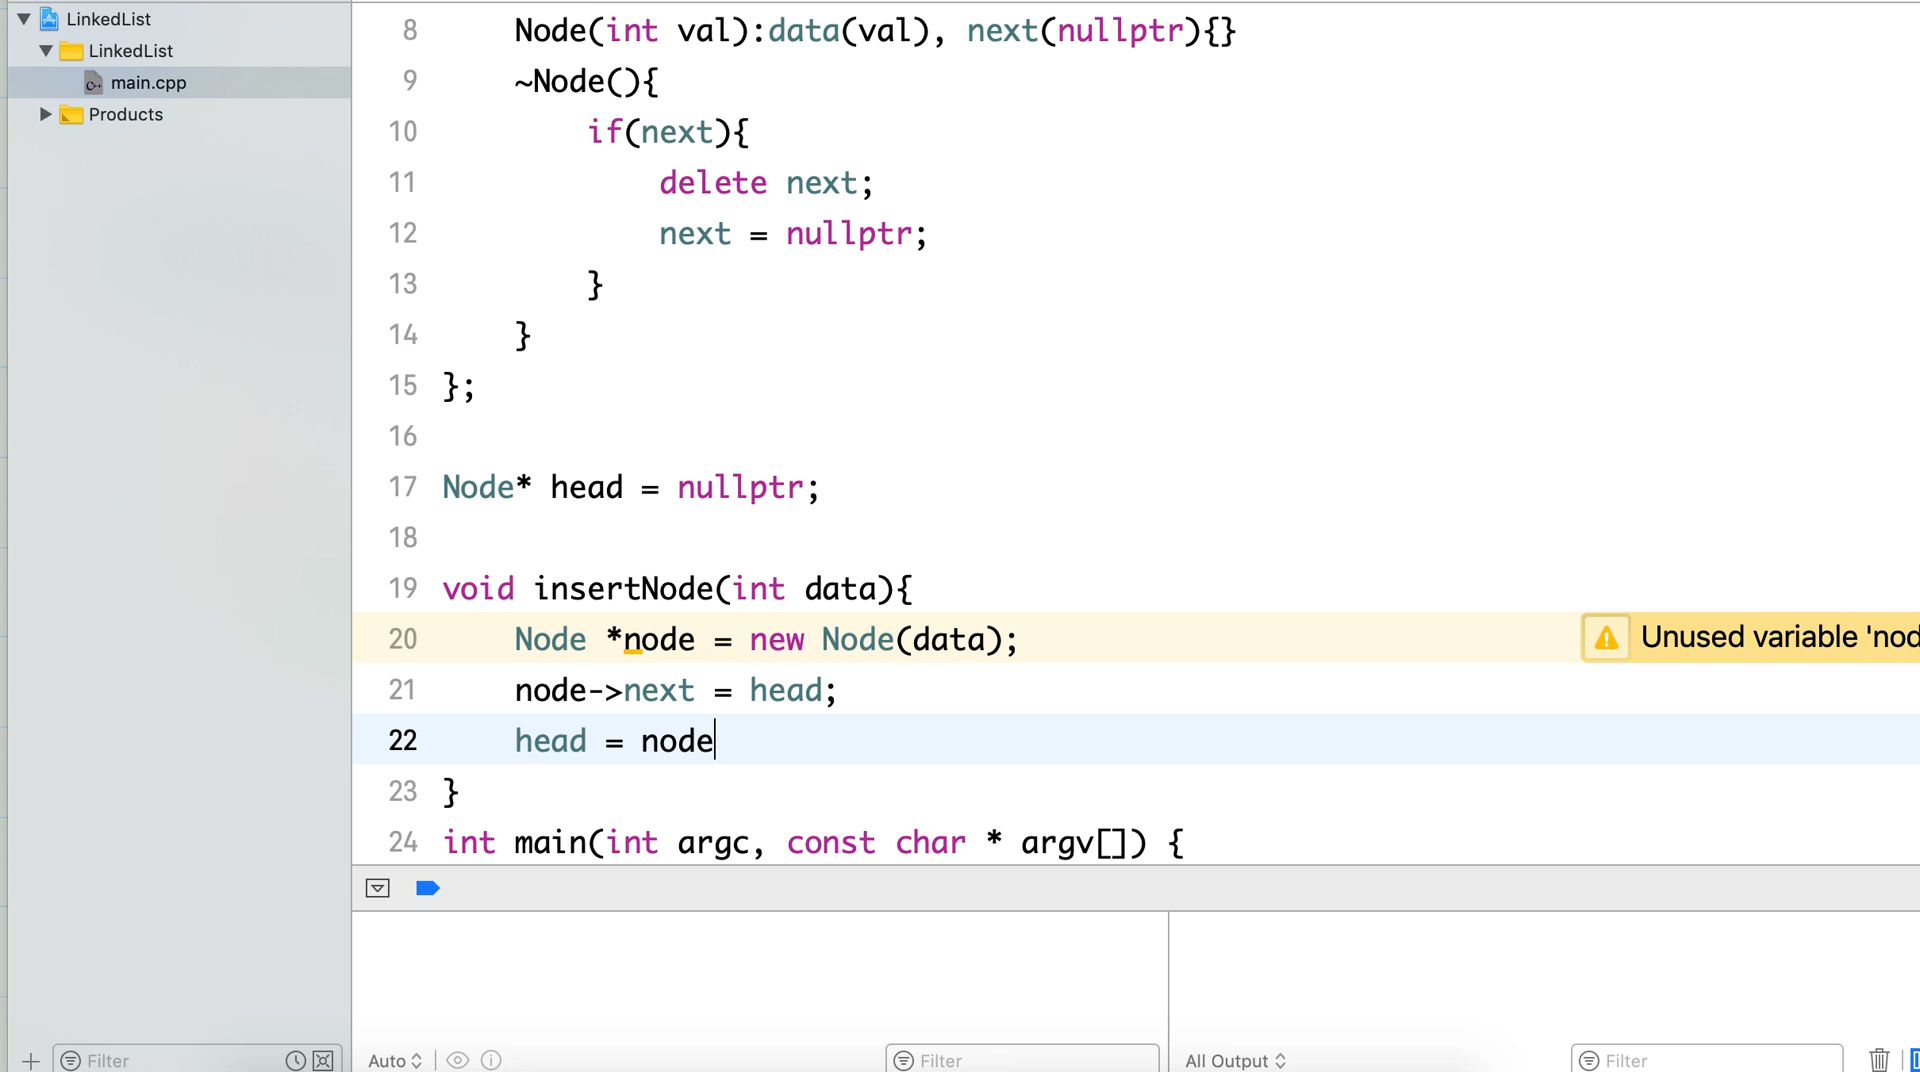 LinkedList
LinkedList
main.cpp
Products
8 Node(int val):data(val), next(nullptr){}
9 ~Node(){
10 if(next){
11 delete next;
12 next = nullptr;
13 }
14 }
15 };
16
17 Node* head = nullptr;
18
19 void insertNode(int data){
20 Node *node = new Node(data); Unused variable 'nod
21 node->next = head;
22 head = node
23 }
24 int main(int argc, const char * argv[]) {
Filter Auto Filter All Output Filter